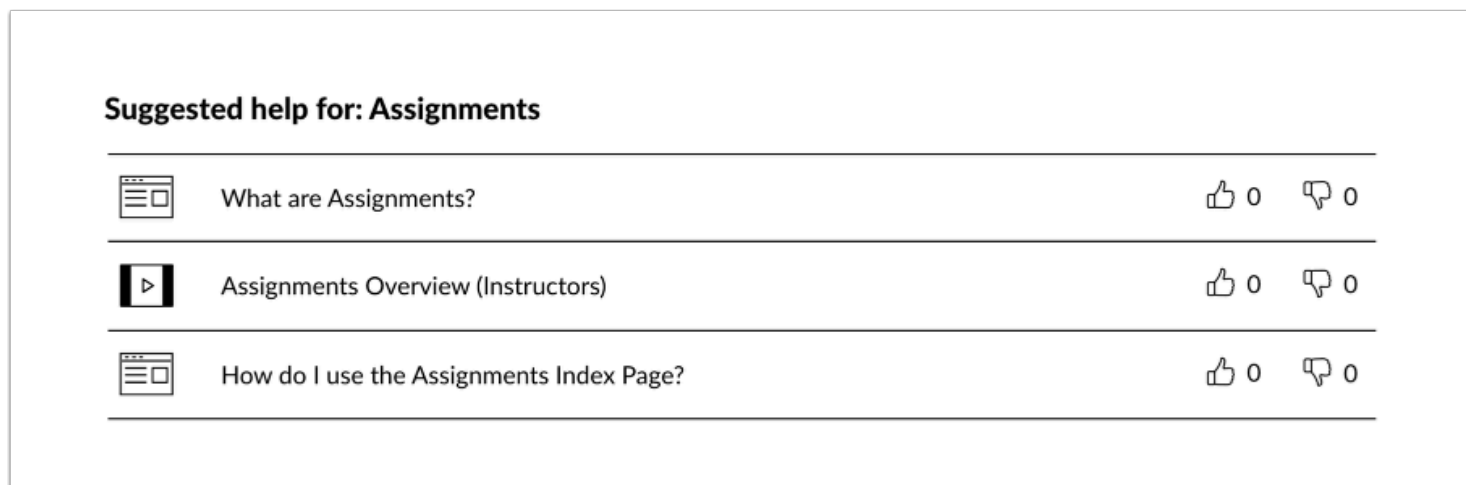 Suggested help for: Assignments
What are Assignments? 0 0
Assignments Overview (Instructors) 0 0
How do I use the Assignments Index Page? 0 0